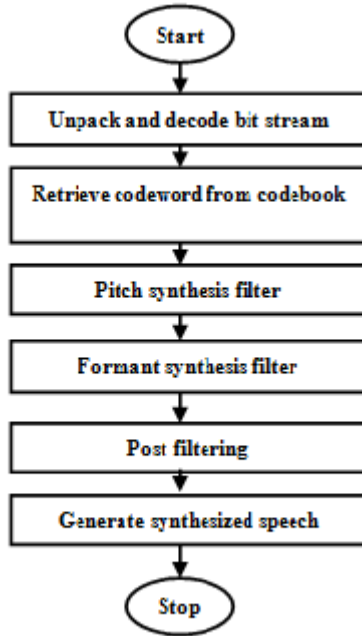 Start
Unpack and decode bit stream
Retrieve codeword from codebook
Pitch synthesis filter
Formant synthesis filter
Post filtering
Generate synthesized speech
Stop